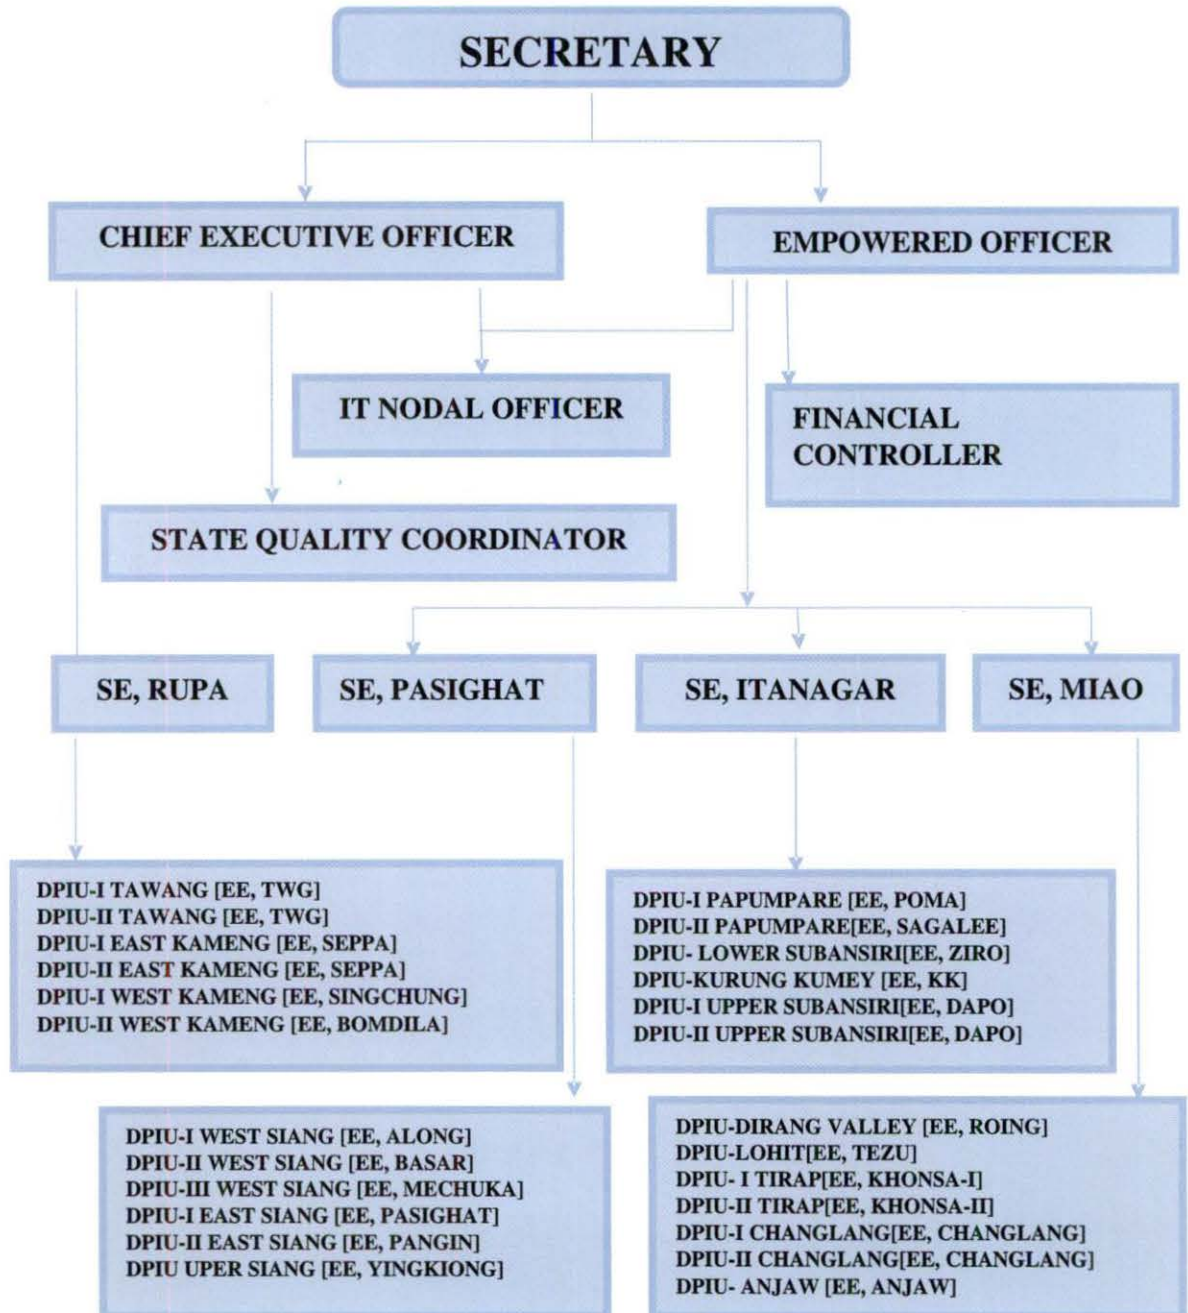 SECRETARY
CHIEF EXECUTIVE OFFICER
EMPOWERED OFFICER
IT NODAL OFFICER
FINANCIAL
CONTROLLER
STATE QUALITY COORDINATOR
SE, RUPA
SE, PASIGHAT
SE, ITANAGAR
SE, MIAO
DPIU-I TAWANG [EE, TWG]
DPIU-II TAWANG [EE, TWG]
DPIU-I EAST KAMENG [EE, SEPPA]
DPIU-II EAST KAMENG [EE, SEPPA]
DPIU-I WEST KAMENG [EE, SINGCHUNG]
DPIU-II WEST KAMENG [EE, BOMDILA]
DPIU-I PAPUMPARE [EE, POMA]
DPIU-II PAPUMPARE[EE, SAGALEE]
DPIU- LOWER SUBANSIRI[EE, ZIRO]
DPIU-KURUNG KUMEY [EE, KK]
DPIU-I UPPER SUBANSIRI[EE, DAPO]
DPIU-II UPPER SUBANSIRI[EE, DAPO]
DPIU-I WEST SIANG [EE, ALONG]
DPIU-II WEST SIANG [EE, BASAR]
DPIU-III WEST SIANG [EE, MECHUKA]
DPIU-I EAST SIANG [EE, PASIGHAT]
DPIU-II EAST SIANG [EE, PANGIN]
DPIU UPER SIANG [EE, YINGKIONG]
DPIU-DIRANG VALLEY [EE, ROING]
DPIU-LOHIT[EE, TEZU]
DPIU- I TIRAP[EE, KHONSA-I]
DPIU-II TIRAP[EE, KHONSA-II]
DPIU-I CHANGLANG[EE, CHANGLANG]
DPIU-II CHANGLANG[EE, CHANGLANG]
DPIU- ANJAW [EE, ANJAW]